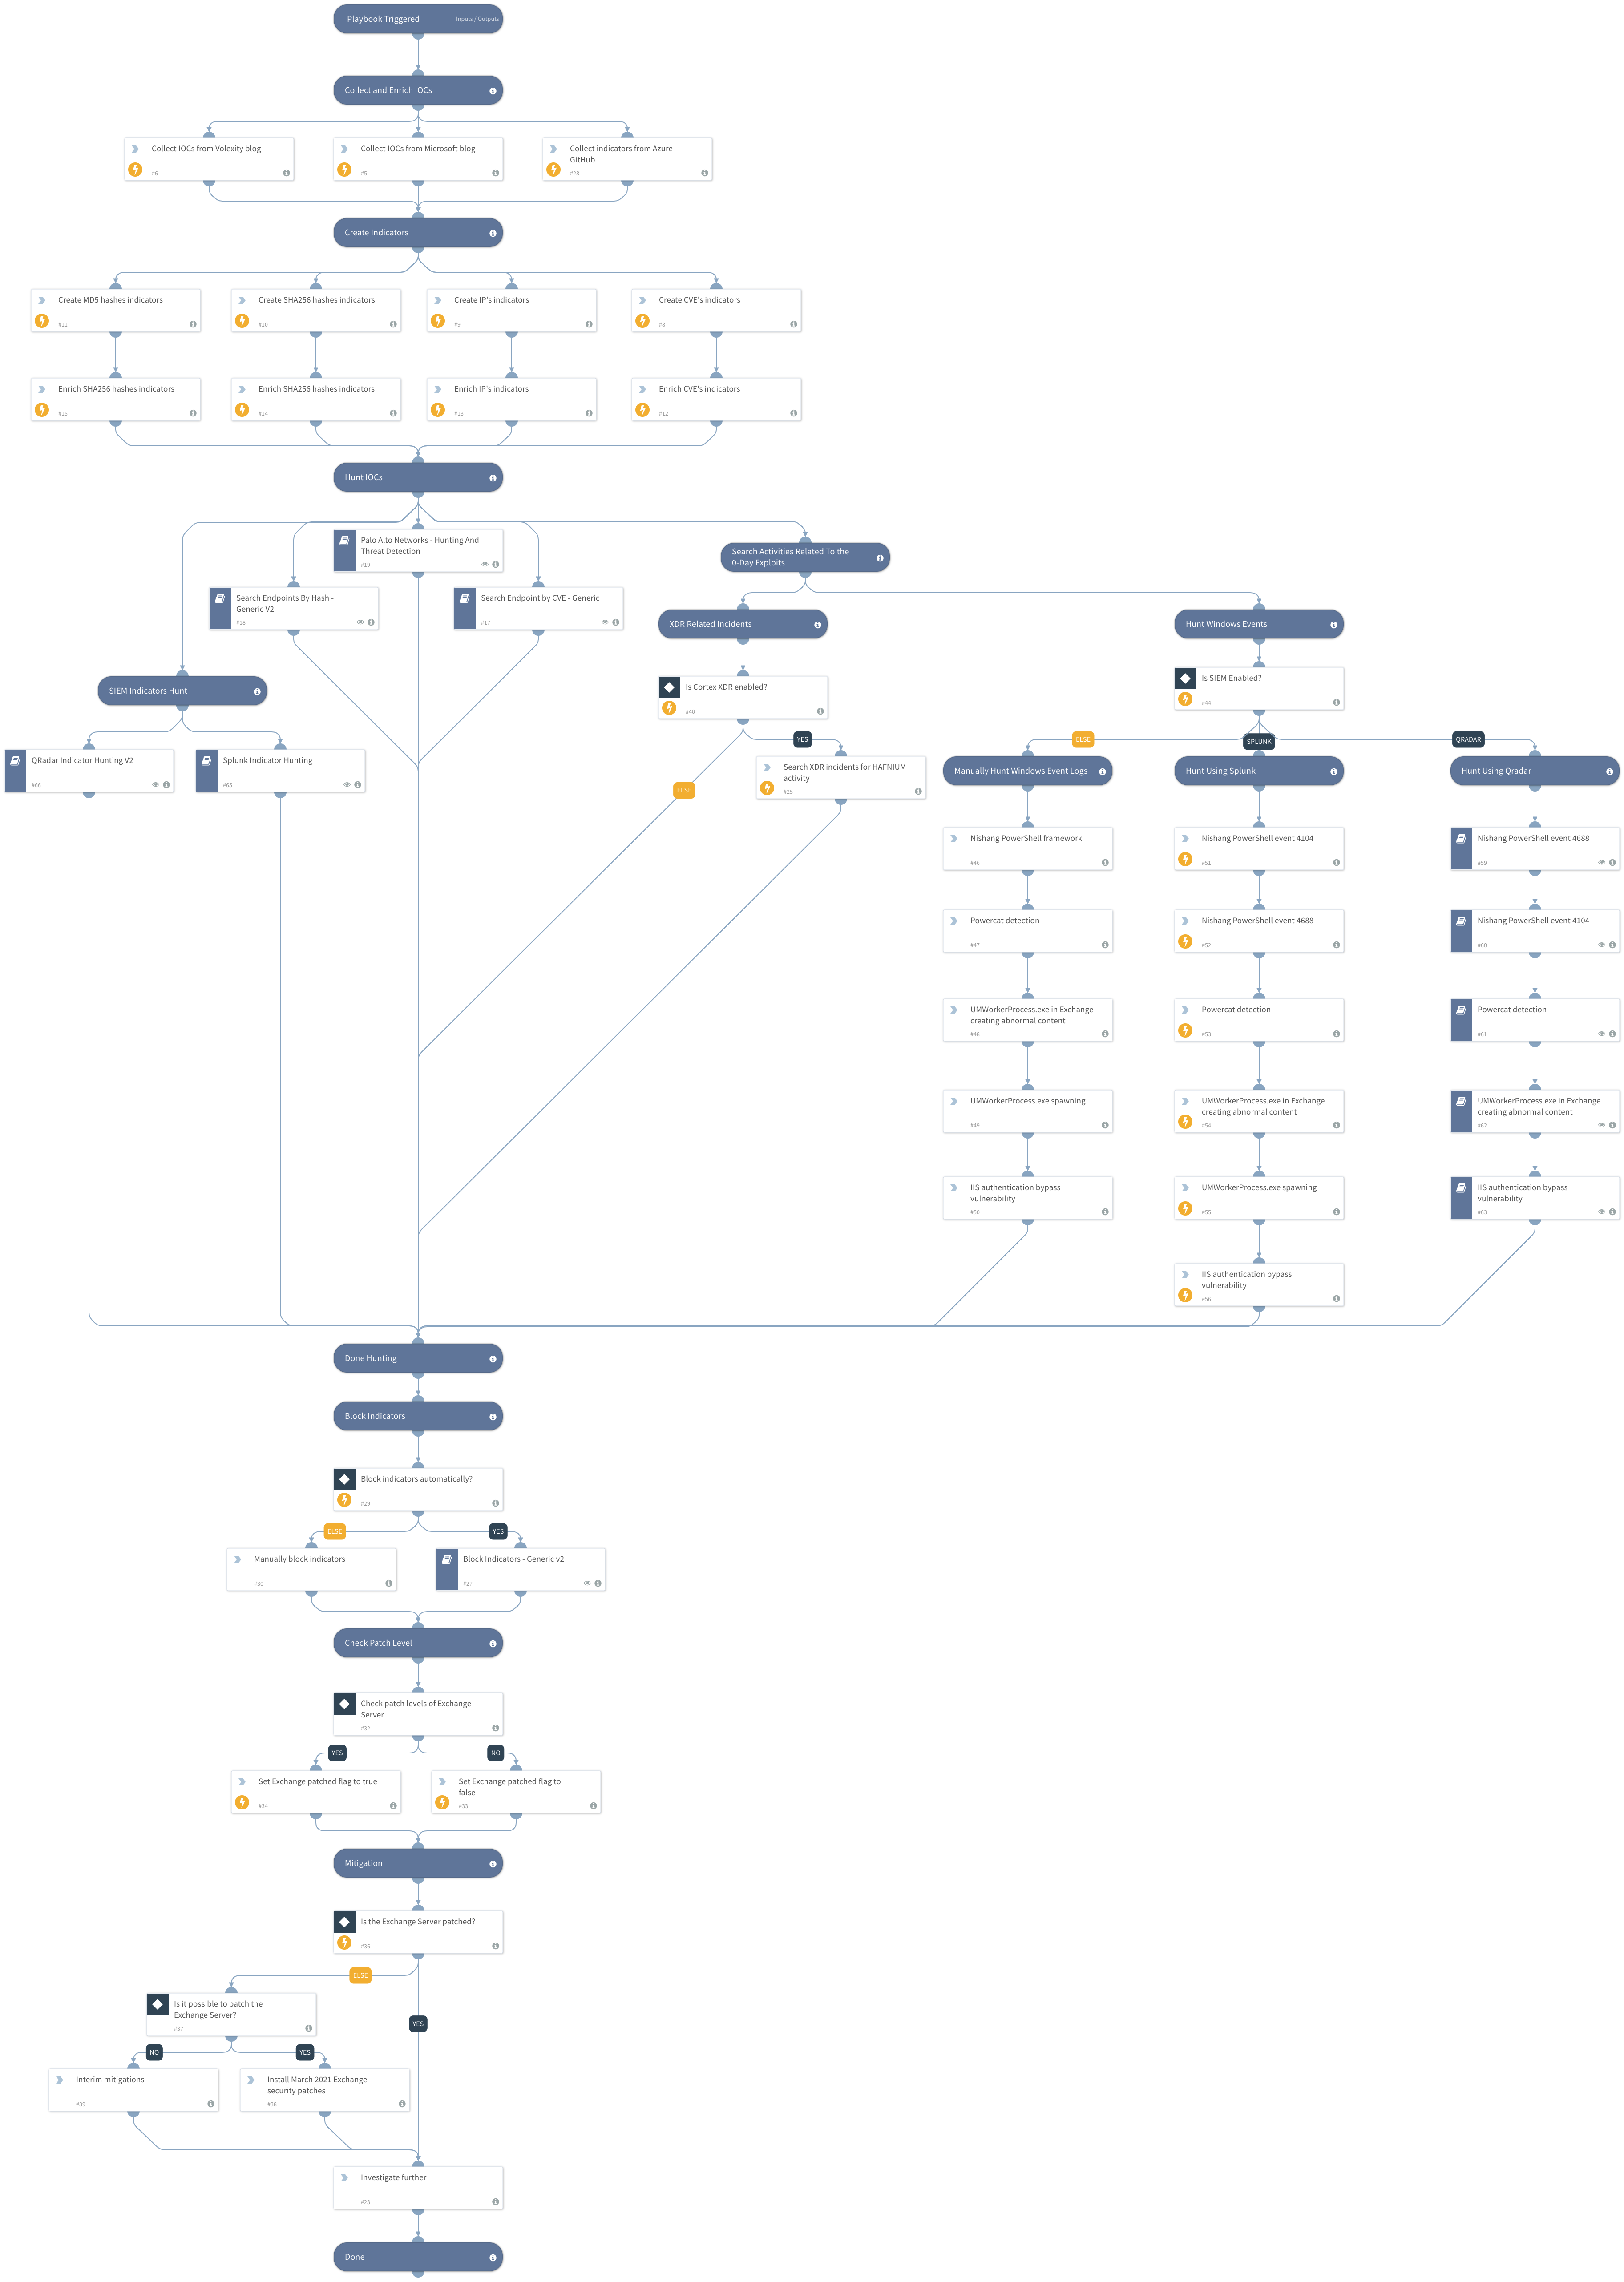 Playbook Triggered
Inputs / Outputs
Collect and Enrich IOCs
Collect IOCs from Volexity blog
#6
Collect IOCs from Microsoft blog
#5
Collect indicators from Azure
GitHub
#28
Create Indicators
Create MD5 hashes indicators
#11
Create SHA256 hashes indicators
#10
Create IP's indicators
#9
Create CVE's indicators
#8
Enrich SHA256 hashes indicators
#15
Enrich SHA256 hashes indicators
#14
Enrich IP's indicators
#13
Enrich CVE's indicators
#12
Hunt IOCs
Palo Alto Networks - Hunting And
Threat Detection
#19
Search Activities Related To the
0-Day Exploits
Search Endpoints By Hash -
Generic V2
#18
Search Endpoint by CVE - Generic
#17
XDR Related Incidents
Hunt Windows Events
SIEM Indicators Hunt
Is Cortex XDR enabled?
#40
Is SIEM Enabled?
#44
YES
ELSE
SPLUNK
QRADAR
QRadar Indicator Hunting V2
#66
Splunk Indicator Hunting
#65
ELSE
Search XDR incidents for HAFNIUM
activity
#25
Manually Hunt Windows Event Logs
Hunt Using Splunk
Hunt Using Qradar
Nishang PowerShell framework
#46
Nishang PowerShell event 4104
#51
Nishang PowerShell event 4688
#59
Powercat detection
#47
Nishang PowerShell event 4688
#52
Nishang PowerShell event 4104
#60
UMWorkerProcess.exe in Exchange
creating abnormal content
#48
Powercat detection
#53
Powercat detection
#61
UMWorkerProcess.exe spawning
#49
UMWorkerProcess.exe in Exchange
creating abnormal content
#54
UMWorkerProcess.exe in Exchange
creating abnormal content
#62
IIS authentication bypass
vulnerability
#50
UMWorkerProcess.exe spawning
#55
IIS authentication bypass
vulnerability
#63
IIS authentication bypass
vulnerability
#56
Done Hunting
Block Indicators
Block indicators automatically?
#29
ELSE
YES
Manually block indicators
#30
Block Indicators - Generic v2
#27
Check Patch Level
Check patch levels of Exchange
Server
#32
YES
NO
Set Exchange patched flag to true
#34
Set Exchange patched flag to
false
#33
Mitigation
Is the Exchange Server patched?
#36
ELSE
Is it possible to patch the
Exchange Server?
#37
YES
NO
YES
Interim mitigations
#39
Install March 2021 Exchange
security patches
#38
Investigate further
#23
Done